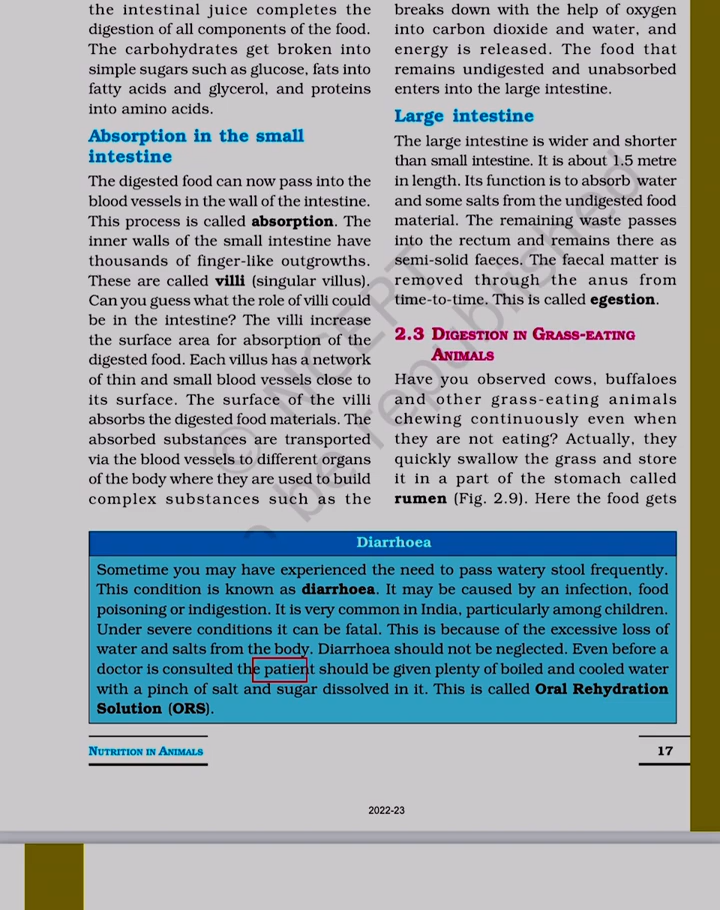 the intestinal juice completes the
digestion of all components of the food.
The carbohydrates get broken into
simple sugars such as glucose, fats into
fatty acids and glycerol, and proteins
into amino acids.
Absorption in the small
intestine
The digested food can now pass into the
blood vessels in the wall of the intestine.
This process is called absorption. The
inner walls of the small intestine have
thousands of finger-like outgrowths.
These are called villi (singular villus).
Can you guess what the role of villi could
be in the intestine? The villi increase
the surface area for absorption of the
digested food. Each villus has a network
of thin and small blood vessels close to
its surface. The surface of the villi
absorbs the digested food materials. The
absorbed substances are transported
via the blood vessels to different organs
of the body where they are used to build
complex substances such as the
breaks down with the help of oxygen
into carbon dioxide and water, and
energy is released. The food that
remains undigested and unabsorbed
enters into the large intestine.
Large intestine
The large intestine is wider and shorter
than small intestine. It is about 1.5 metre
in length. Its function is to absorb water
and some salts from the undigested food
material. The remaining waste passes
into the rectum and remains there as
semi-solid faeces. The faecal matter is
removed through the anus from
time-to-time. This is called egestion.
2.3 DIGESTION IN GRASS-EATING
ANIMALS
Have you observed cows, buffaloes
and other grass-eating animals
chewing continuously even when
they are not eating? Actually, they
quickly swallow the grass and store
it in a part of the stomach called
rumen (Fig. 2.9). Here the food gets
Diarrhoea
Sometime you may have experienced the need to pass watery stool frequently.
This condition is known as diarrhoea. It may be caused by an infection, food
poisoning or indigestion. It is very common in India, particularly among children.
Under severe conditions it can be fatal. This is because of the excessive loss of
water and salts from the body. Diarrhoea should not be neglected. Even before a
doctor is consulted the patient should be given plenty of boiled and cooled water
with a pinch of salt and sugar dissolved in it. This is called Oral Rehydration
Solution (ORS).
NUTRITION IN ANIMALS
17
2022-23
© NCERT
be republished